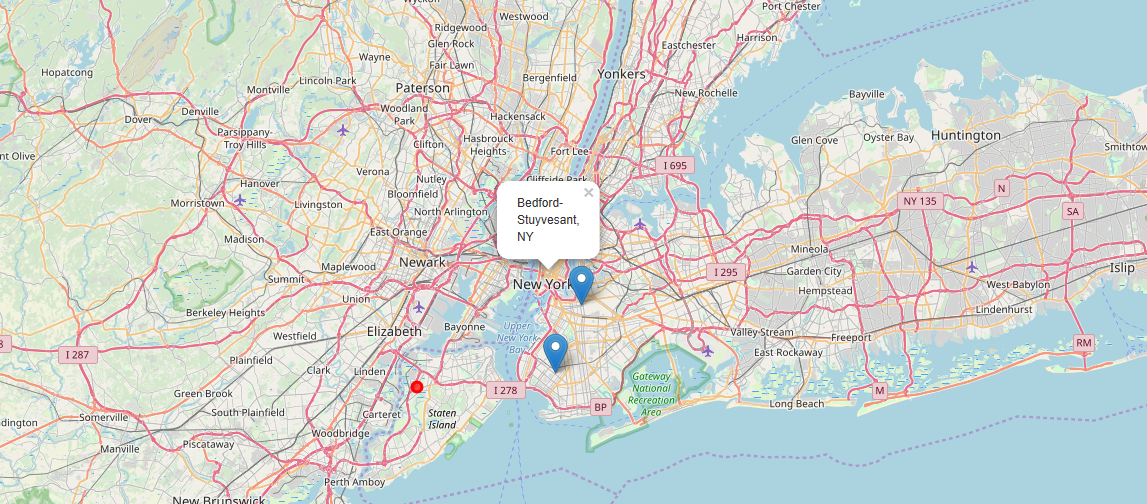 Wyckoff
Port Chester
Westwood
Ridgewood
Harrison
Glen Rock
Eastchester
Wayne
Fair Lawn
Hopatcong
Bergenfield
Yonkers
Lincoln Park
Paterson
Montville
New Rochelle
Bayville
Woodland
Park
Denville
Dover
Hackensack
Parsippany-
Troy Hills
Clifton
Hasbrouck
Heights
Glen Cove
Oyster Bay
Huntington
Smithtow
Fort Lee
nt Olive
I 695
Verona
Nutley
Cliffside Park
Hanover
Bloomfield
N
Morristown
Livingston
North Arlington
NY 135
SA
Bedford-
Stuyvesant,
NY
×
East Orange
Madison
Mineola
Maplewood
Newark
I 295
Garden City
Islip
Summit
New York
Hempstead
West Babylon
Union
Berkeley Heights
Lindenhurst
Elizabeth
Bayonne
Upper
New York
Bay
Westfield
Valley Stream
Freeport
8
I 287
RM
East Rockaway
Plainfield
Clark
Linden
Gateway
National
Recreation
Area
Green Brook
I 278
M
Carteret
Staten
Island
BP
Long Beach
South Plainfield
Somerville
dington
Woodbridge
Piscataway
Manville
Perth Amboy
New Brunswick